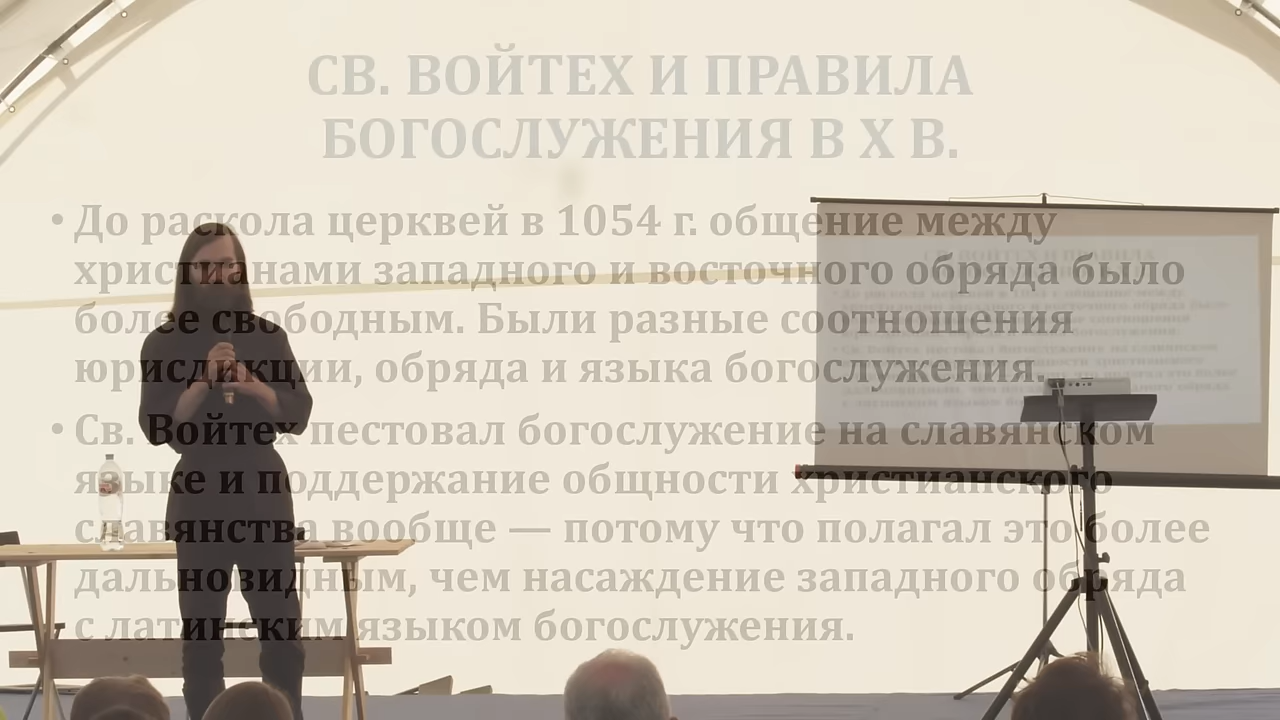 СВ. ВОЙТЕХ И ПРАВИЛА
БОГОСЛУЖЕНИЯ В X В.
• До раскола церквей в 1054 г. общение между
христианами западного и восточного обряда было
более свободным. Были разные соотношения
юрисдикции, обряда и языка богослужения.
• Св. Войтех пестовал богослужение на славянском
языке и поддержание общности христианского
славянства вообще — потому что полагал это более
дальновидным, чем насаждение западного обряда
с латинским языком богослужения.